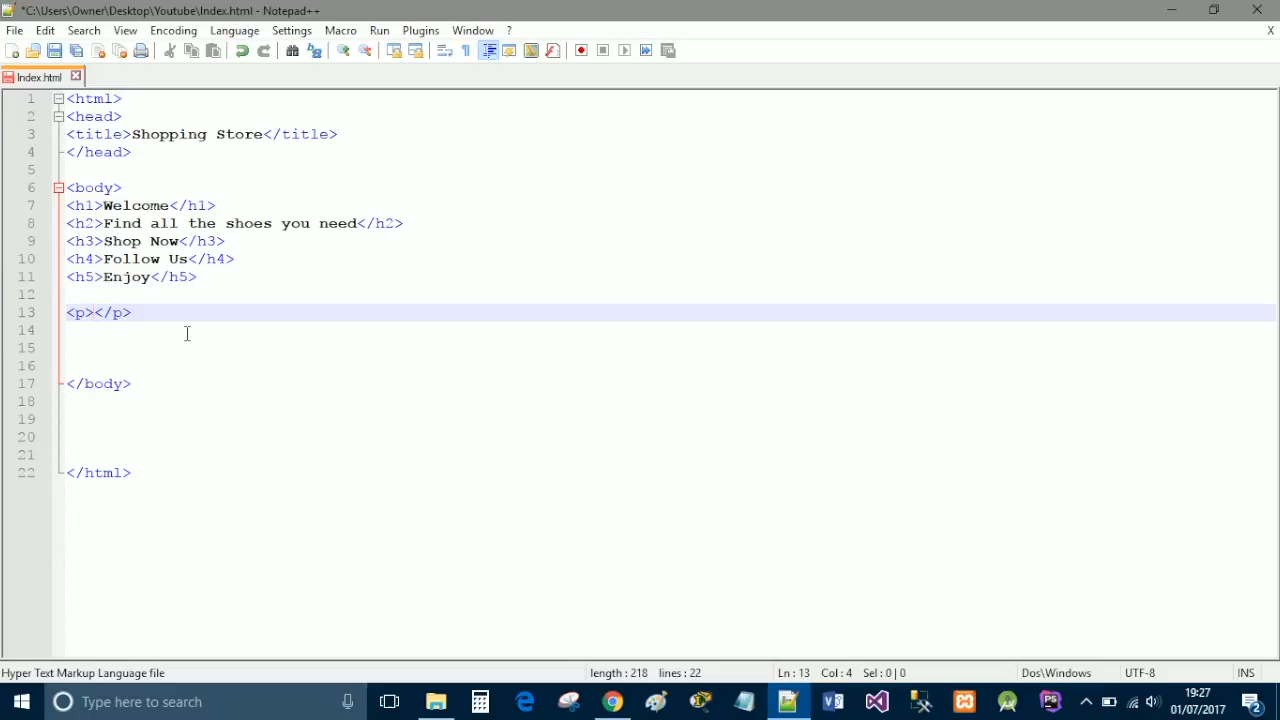 *C:\Users\Owner\Desktop\Youtube\Index.html - Notepad++
File Edit Search View Encoding Language Settings Macro Run Plugins Window ? X
Index.html
1 <html>
2 <head>
3 <title>Shopping Store</title>
4 </head>
5
6 <body>
7 <h1>Welcome</h1>
8 <h2>Find all the shoes you need</h2>
9 <h3>Shop Now</h3>
10 <h4>Follow Us</h4>
11 <h5>Enjoy</h5>
12
13 <p></p>
14
15
16
17 </body>
18
19
20
21
22 </html>
Hyper Text Markup Language file length : 218 lines : 22 Ln : 13 Col : 4 Sel : 0 | 0 Dos\Windows UTF-8 INS
Type here to search 19:27
01/07/2017 2